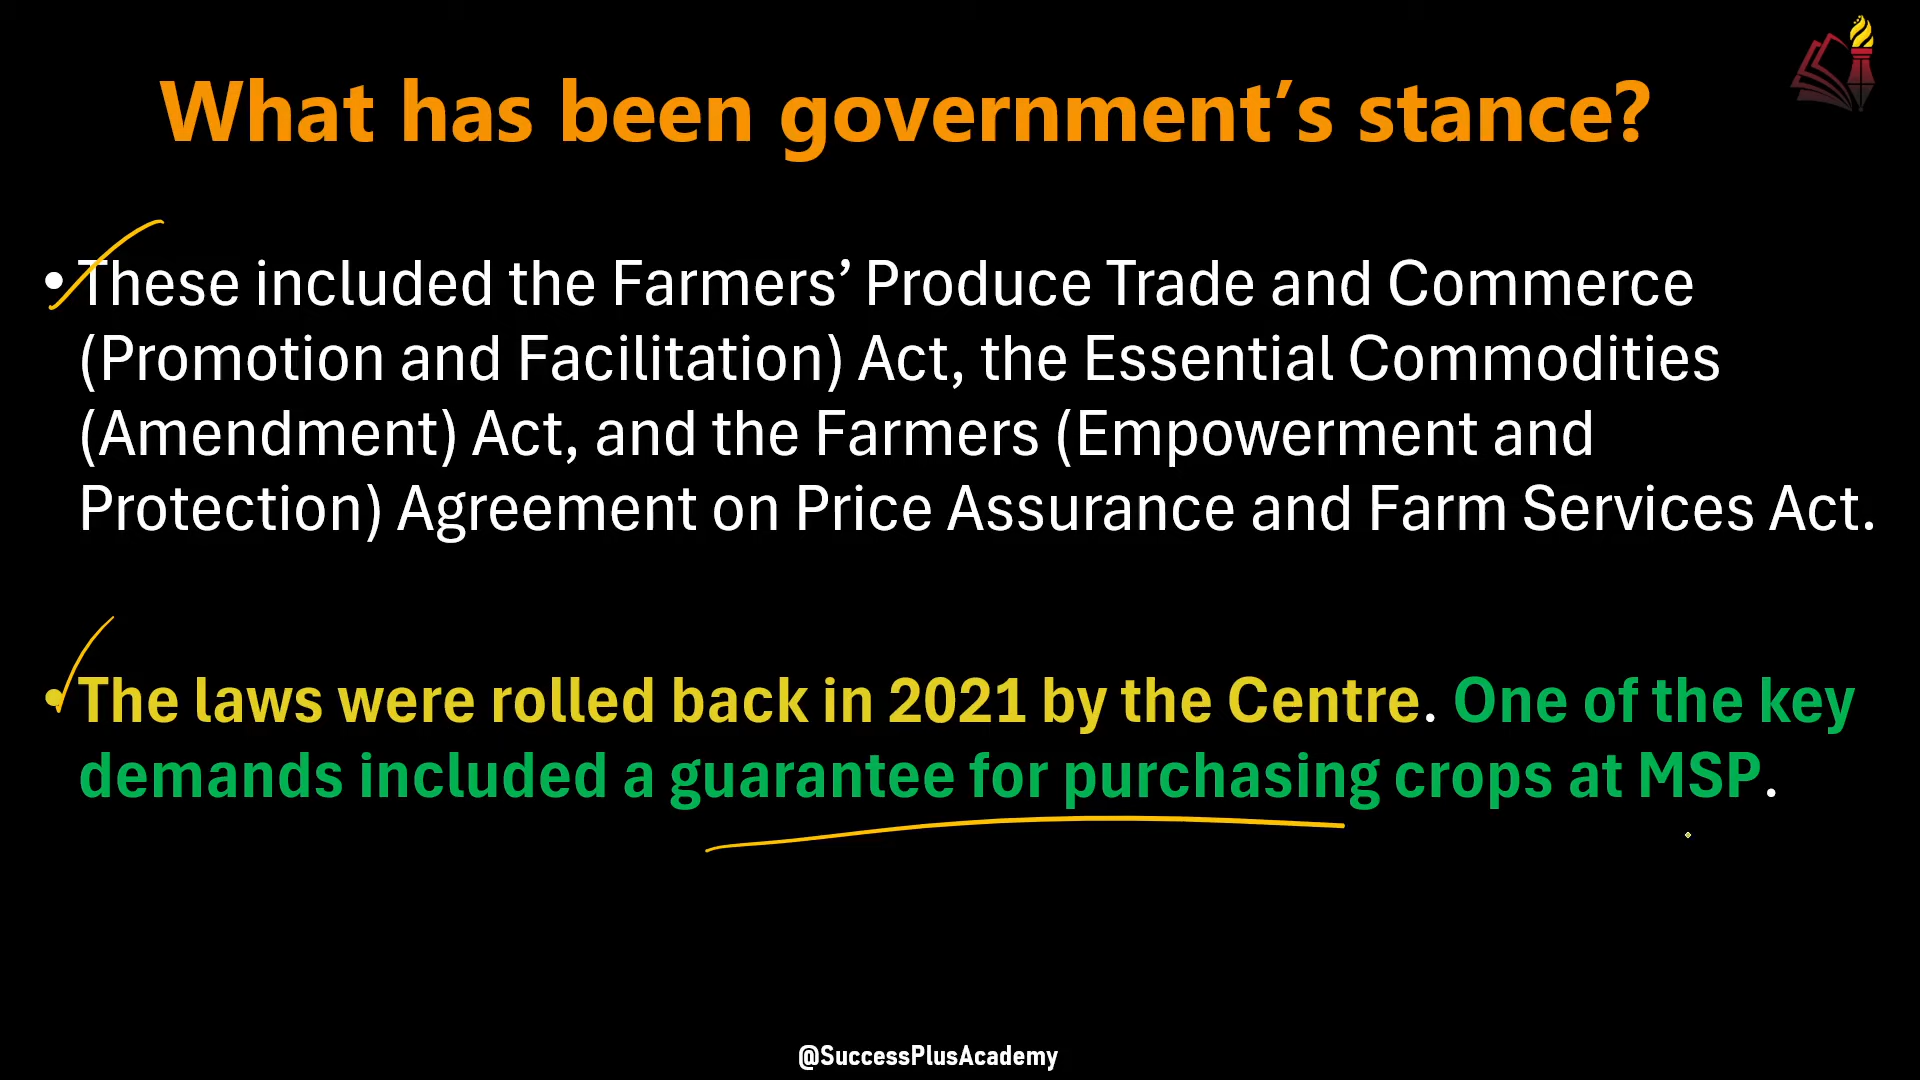 What has been government’s stance?
• These included the Farmers’ Produce Trade and Commerce
(Promotion and Facilitation) Act, the Essential Commodities
(Amendment) Act, and the Farmers (Empowerment and
Protection) Agreement on Price Assurance and Farm Services Act.
• The laws were rolled back in 2021 by the Centre. One of the key
demands included a guarantee for purchasing crops at MSP.
@SuccessPlusAcademy